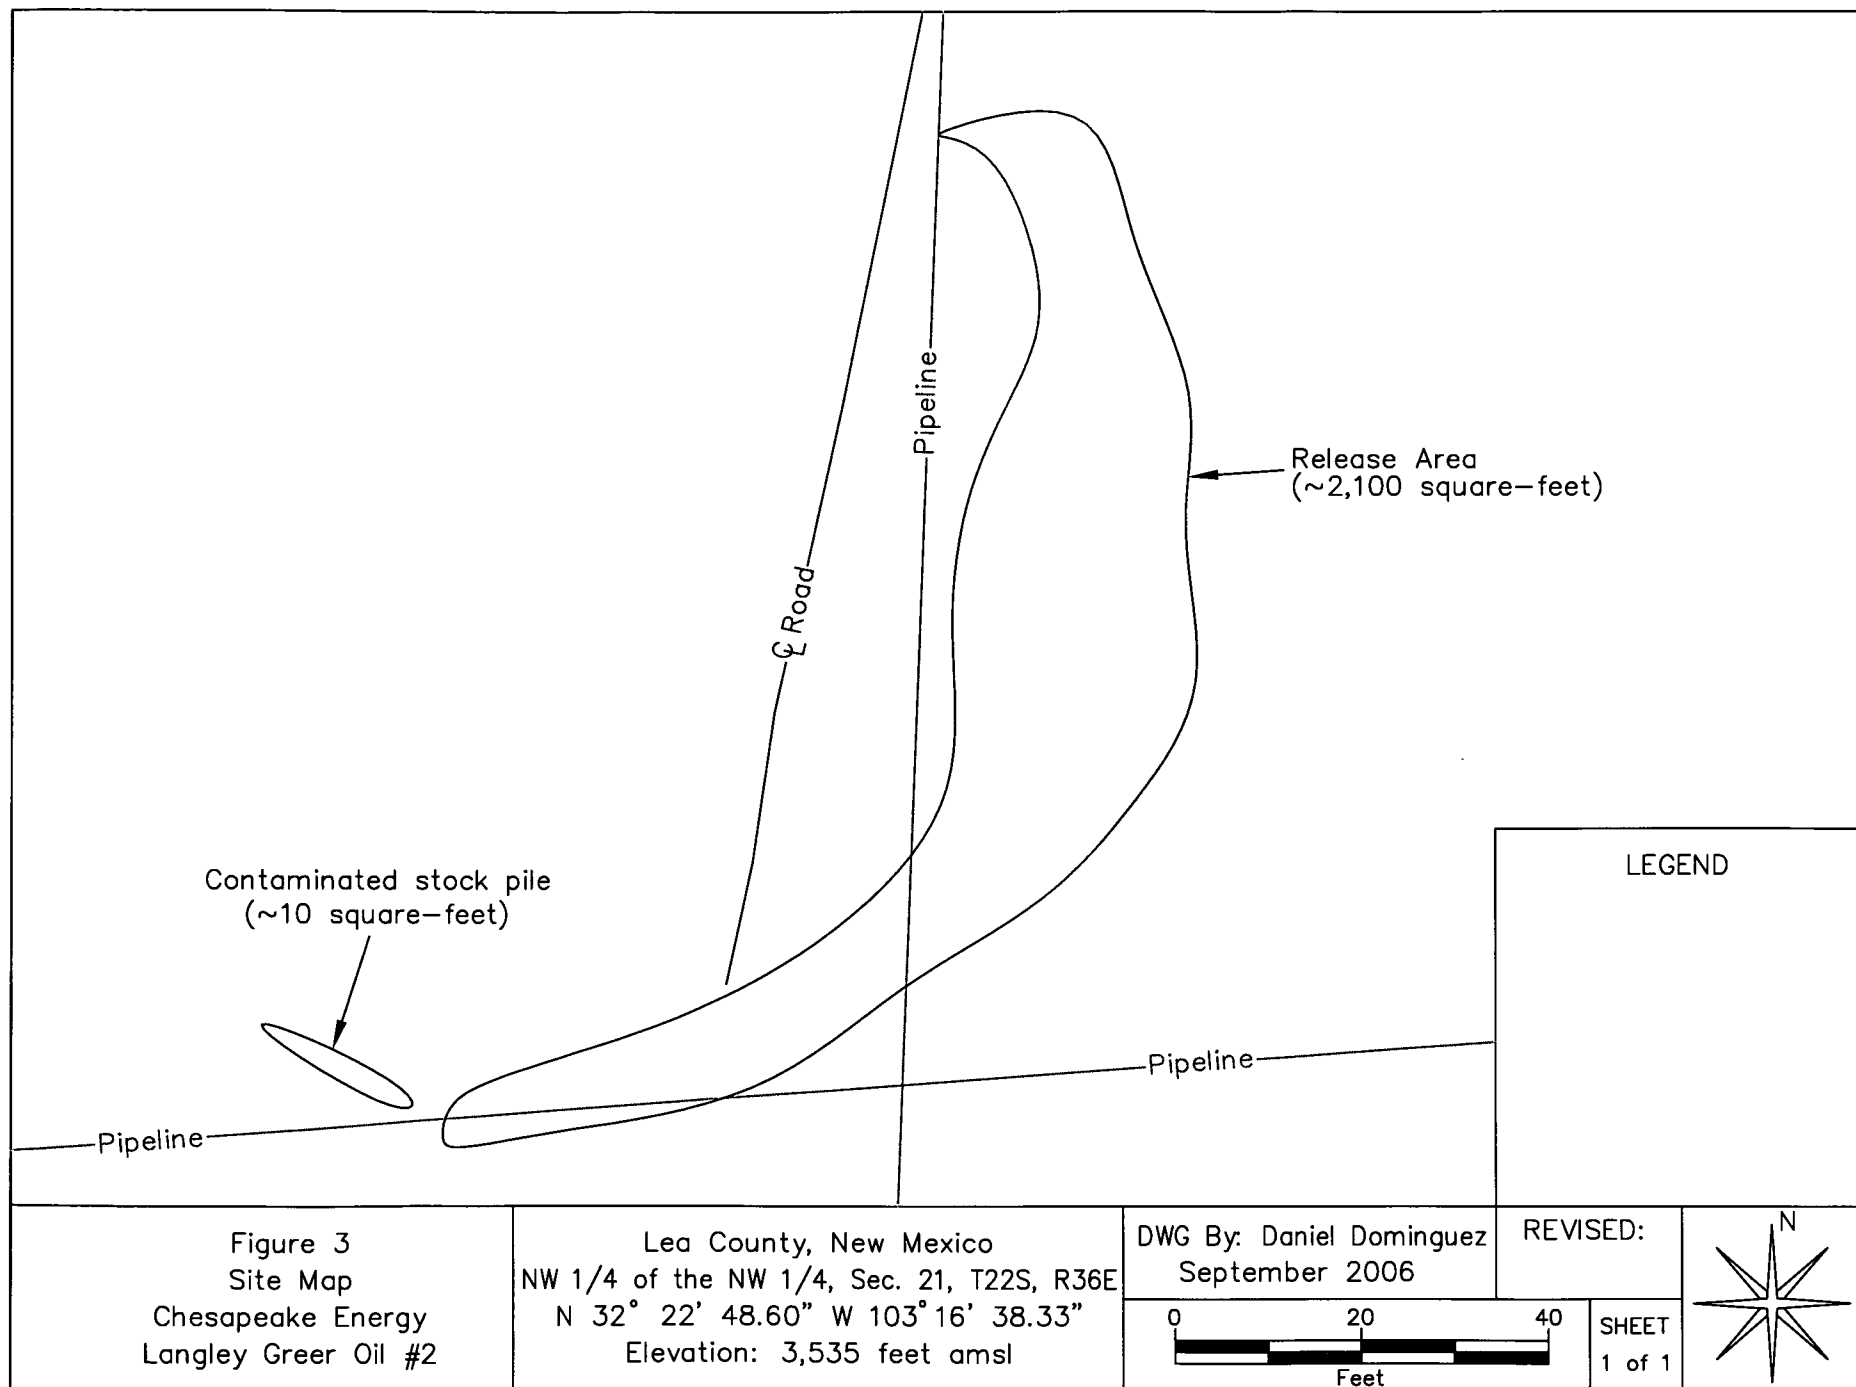 Pipeline
Release Area
(~2,100 square-feet)
℄ Road
LEGEND
Contaminated stock pile
(~10 square-feet)
Pipeline
Pipeline
Figure 3
Site Map
Chesapeake Energy
Langley Greer Oil #2
Lea County, New Mexico
NW 1/4 of the NW 1/4, Sec. 21, T22S, R36E
N 32° 22' 48.60" W 103° 16' 38.33"
Elevation: 3,535 feet amsl
DWG By: Daniel Dominguez
September 2006
REVISED:
0 20 40
Feet
SHEET
1 of 1
N